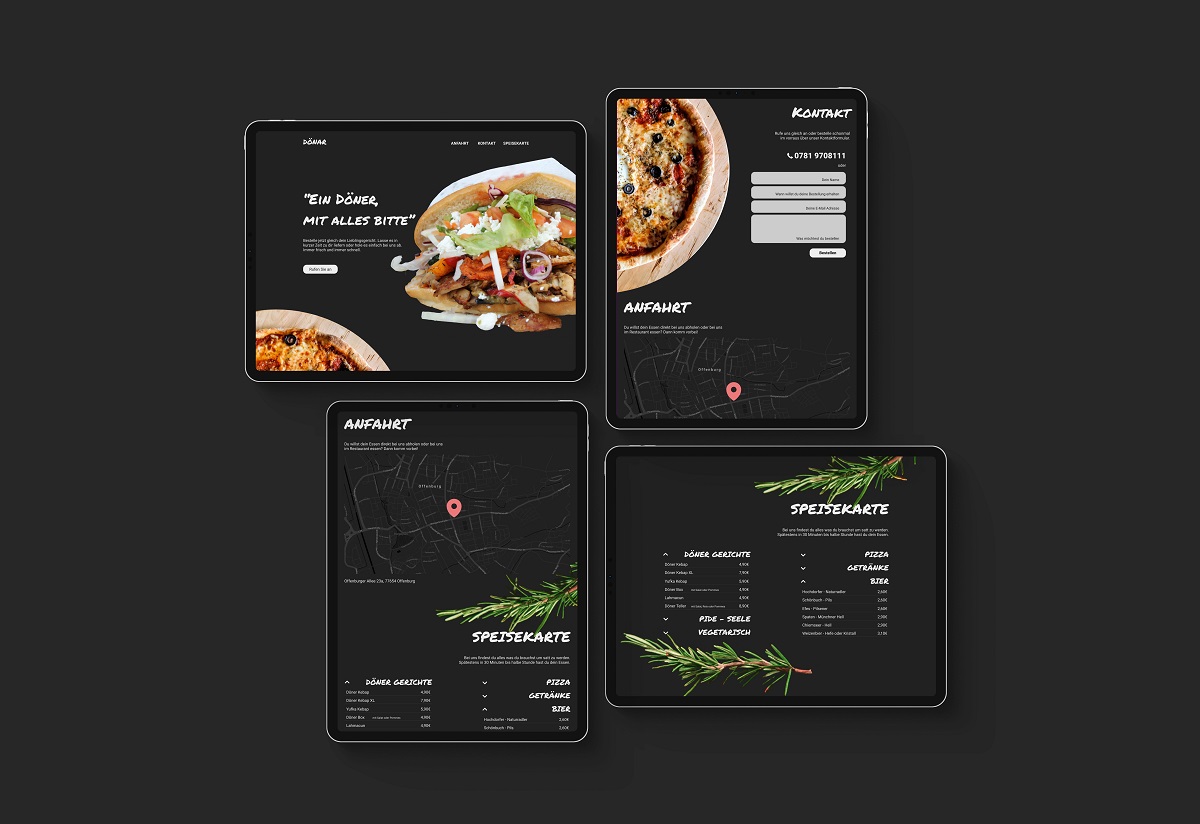 DÖNAR
ANFAHRT KONTAKT SPEISEKARTE
"Ein Döner,
mit alles bitte"
Bestelle jetzt gleich dein Lieblingsgericht. Lasse es in
kurzer Zeit zu dir liefern oder hole es einfach bei uns ab.
Immer frisch und immer schnell.
Rufen Sie an
Kontakt
Rufe uns gleich an oder bestelle schonmal
im voraus über unser Kontaktformular.
0781 9708111
oder
Dein Name
Wann willst du deine Bestellung erhalten
Deine E-Mail Adresse
Was möchtest du bestellen
Bestellen
ANFAHRT
Du willst dein Essen direkt bei uns abholen oder bei uns
im Restaurant essen? Dann komm vorbei!
Offenburg
ANFAHRT
Du willst dein Essen direkt bei uns abholen oder bei uns
im Restaurant essen? Dann komm vorbei!
Offenburg
Offenburger Allee 23a, 77654 Offenburg
SPEISEKARTE
Bei uns findest du alles was du brauchst um satt zu werden.
Spätestens in 30 Minuten bis halbe Stunde hast du dein Essen.
DÖNER GERICHTE
Döner Kebap 4,90€
Döner Kebap XL 7,90€
Yufka Kebap 5,90€
Döner Box 4,90€
Lahmacun 4,90€
PIZZA
GETRÄNKE
BIER
Hochdorfer - Naturradler 2,60€
Schönbuch - Pils 2,60€
SPEISEKARTE
Bei uns findest du alles was du brauchst um satt zu werden.
Spätestens in 30 Minuten bis halbe Stunde hast du dein Essen.
DÖNER GERICHTE
Döner Kebap 4,90€
Döner Kebap XL 7,90€
Yufka Kebap 5,90€
Döner Box 4,90€
Lahmacun 4,90€
Döner Teller 8,90€
PIDE - SEELE
VEGETARISCH
PIZZA
GETRÄNKE
BIER
Hochdorfer - Naturradler 2,60€
Schönbuch - Pils 2,60€
Efes - Pilsener 2,60€
Spaten - Münchner Hell 2,90€
Chiemseer - Hell 2,90€
Weizenbier - Hefe oder Kristall 3,10€